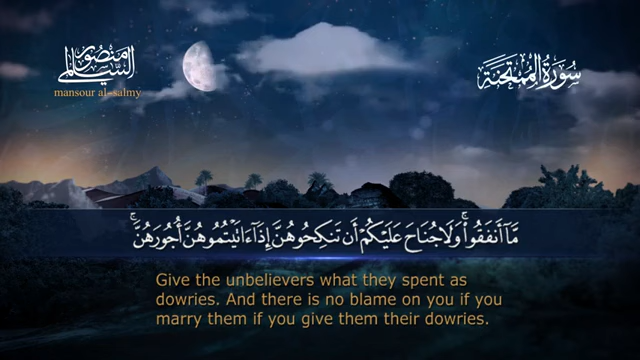 منصور السالمي
mansour al-salmy
سورة الممتحنة
مَّآ أَنفَقُوا۟ ۚ وَلَا جُنَاحَ عَلَيْكُمْ أَن تَنكِحُوهُنَّ إِذَآ ءَاتَيْتُمُوهُنَّ أُجُورَهُنَّ ۚ
Give the unbelievers what they spent as
dowries. And there is no blame on you if you
marry them if you give them their dowries.